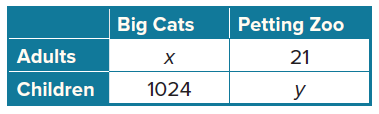 Big Cats Petting Zoo
Adults x 21
Children 1024 y